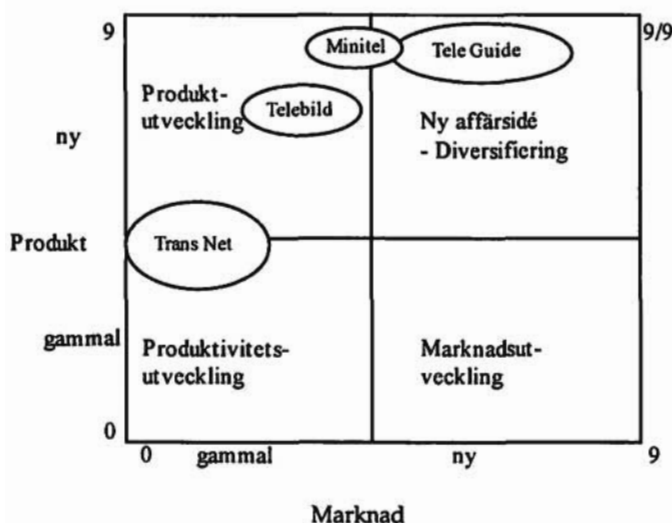 9
9/9
Minitel
Tele Guide
Produkt-
utveckling
Telebild
Ny affärsidé
- Diversifiering
ny
Produkt
Trans Net
gammal
Produktivitets-
utveckling
Marknadsut-
veckling
0
0
gammal
ny
9
Marknad